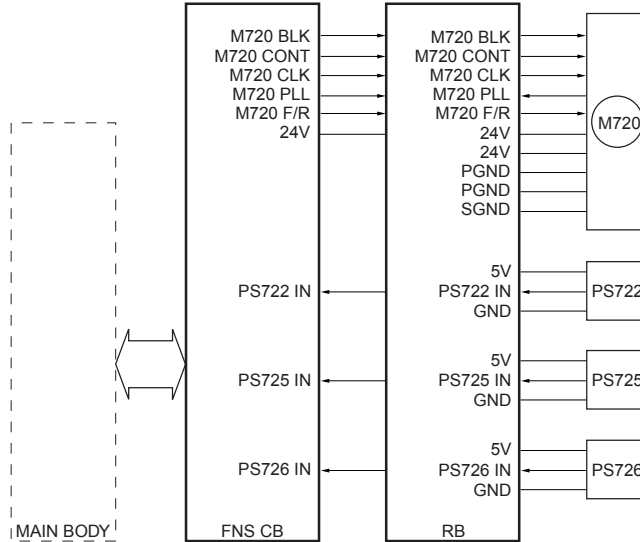 M720 BLK
M720 CONT
M720 CLK
M720 PLL
M720 F/R
24V
PS722 IN
PS725 IN
PS726 IN
M720 BLK
M720 CONT
M720 CLK
M720 PLL
M720 F/R
24V
24V
PGND
PGND
SGND
5V
PS722 IN
GND
5V
PS725 IN
GND
5V
PS726 IN
GND
M720
PS722
PS725
PS726
MAIN BODY
FNS CB
RB